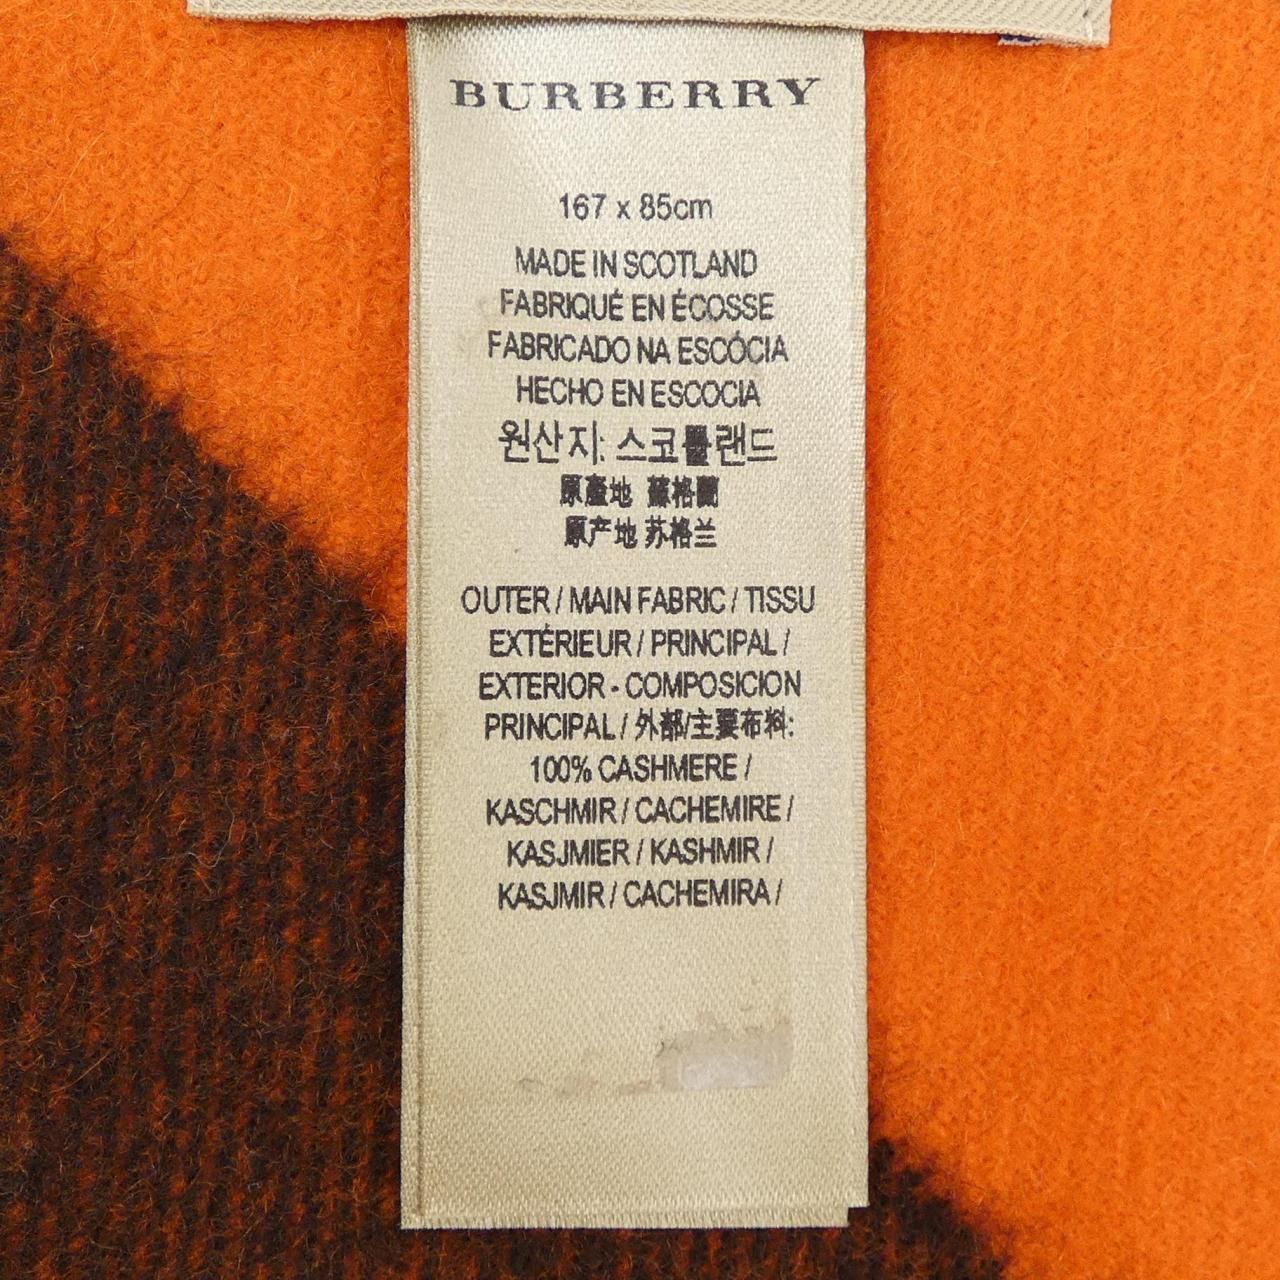 BURBERRY
167 x 85cm
MADE IN SCOTLAND
FABRIQUÉ EN ÉCOSSE
FABRICADO NA ESCÓCIA
HECHO EN ESCOCIA
원산지: 스코틀랜드
原產地 蘇格蘭
原产地 苏格兰
OUTER / MAIN FABRIC / TISSU
EXTÉRIEUR / PRINCIPAL /
EXTERIOR - COMPOSICION
PRINCIPAL / 外部/主要布料:
100% CASHMERE /
KASCHMIR / CACHEMIRE /
KASJMIER / KASHMIR /
KASJMIR / CACHEMIRA /